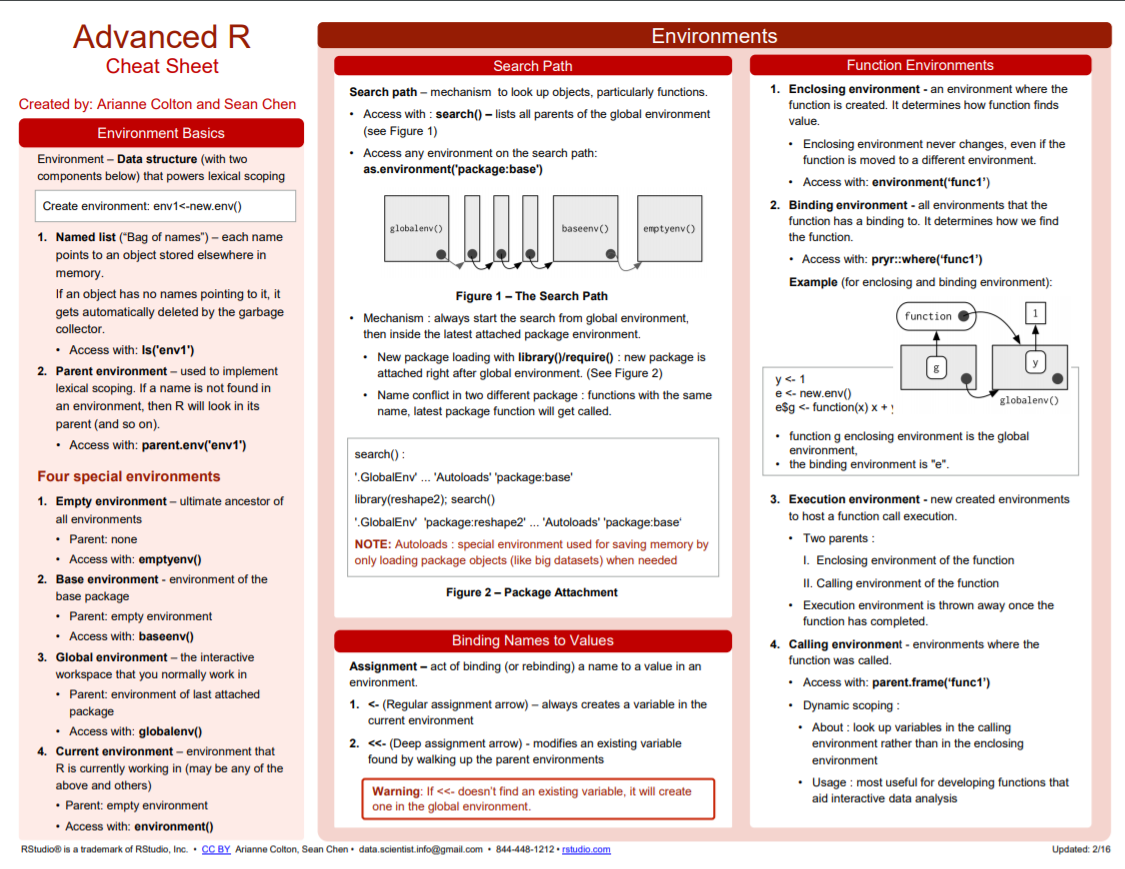 Advanced R
Cheat Sheet
Created by: Arianne Colton and Sean Chen
Environment Basics
Environment – Data structure (with two
components below) that powers lexical scoping
Create environment: env1<-new.env()
1. Named list ("Bag of names") – each name
points to an object stored elsewhere in
memory.
If an object has no names pointing to it, it
gets automatically deleted by the garbage
collector.
• Access with: ls('env1')
2. Parent environment – used to implement
lexical scoping. If a name is not found in
an environment, then R will look in its
parent (and so on).
• Access with: parent.env('env1')
Four special environments
1. Empty environment – ultimate ancestor of
all environments
• Parent: none
• Access with: emptyenv()
2. Base environment - environment of the
base package
• Parent: empty environment
• Access with: baseenv()
3. Global environment – the interactive
workspace that you normally work in
• Parent: environment of last attached
package
• Access with: globalenv()
4. Current environment – environment that
R is currently working in (may be any of the
above and others)
• Parent: empty environment
• Access with: environment()
Environments
Search Path
Search path – mechanism to look up objects, particularly functions.
• Access with : search() – lists all parents of the global environment
(see Figure 1)
• Access any environment on the search path:
as.environment('package:base')
globalenv() baseenv() emptyenv()
Figure 1 – The Search Path
• Mechanism : always start the search from global environment,
then inside the latest attached package environment.
• New package loading with library()/require() : new package is
attached right after global environment. (See Figure 2)
• Name conflict in two different package : functions with the same
name, latest package function will get called.
search() :
'.GlobalEnv' ... 'Autoloads' 'package:base'
library(reshape2); search()
'.GlobalEnv' 'package:reshape2' ... 'Autoloads' 'package:base'
NOTE: Autoloads : special environment used for saving memory by
only loading package objects (like big datasets) when needed
Figure 2 – Package Attachment
Binding Names to Values
Assignment – act of binding (or rebinding) a name to a value in an
environment.
1. <- (Regular assignment arrow) – always creates a variable in the
current environment
2. <<- (Deep assignment arrow) - modifies an existing variable
found by walking up the parent environments
Warning: If <<- doesn't find an existing variable, it will create
one in the global environment.
Function Environments
1. Enclosing environment - an environment where the
function is created. It determines how function finds
value.
• Enclosing environment never changes, even if the
function is moved to a different environment.
• Access with: environment('func1')
2. Binding environment - all environments that the
function has a binding to. It determines how we find
the function.
• Access with: pryr::where('func1')
Example (for enclosing and binding environment):
function 1
g y
globalenv()
y <- 1
e <- new.env()
e$g <- function(x) x +
• function g enclosing environment is the global
environment,
• the binding environment is "e".
3. Execution environment - new created environments
to host a function call execution.
• Two parents :
I. Enclosing environment of the function
II. Calling environment of the function
• Execution environment is thrown away once the
function has completed.
4. Calling environment - environments where the
function was called.
• Access with: parent.frame('func1')
• Dynamic scoping :
• About : look up variables in the calling
environment rather than in the enclosing
environment
• Usage : most useful for developing functions that
aid interactive data analysis
RStudio® is a trademark of RStudio, Inc. • CC BY Arianne Colton, Sean Chen • data.scientist.info@gmail.com • 844-448-1212 • rstudio.com
Updated: 2/16